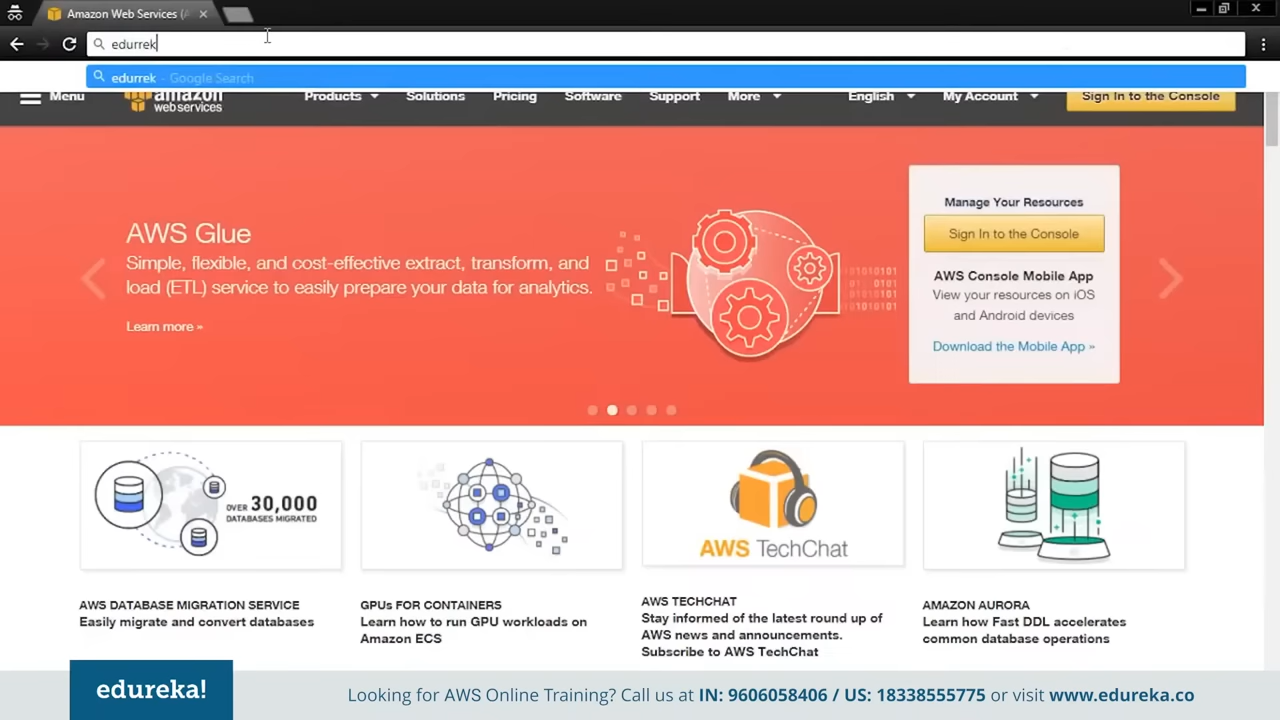 Amazon Web Services (A
edurrek
edurrek - Google Search
Menu
amazon
web services
Products
Solutions
Pricing
Software
Support
More
English
My Account
Sign In to the Console
AWS Glue
Simple, flexible, and cost-effective extract, transform, and
load (ETL) service to easily prepare your data for analytics.
Learn more »
1010101
01010101
101010
1010101
Manage Your Resources
Sign In to the Console
AWS Console Mobile App
View your resources on iOS
and Android devices
Download the Mobile App »
OVER 30,000
DATABASES MIGRATED
AWS DATABASE MIGRATION SERVICE
Easily migrate and convert databases
GPUs FOR CONTAINERS
Learn how to run GPU workloads on
Amazon ECS
AWS TechChat
AWS TECHCHAT
Stay informed of the latest round up of
AWS news and announcements.
Subscribe to AWS TechChat
AMAZON AURORA
Learn how Fast DDL accelerates
common database operations
edureka!
Looking for AWS Online Training? Call us at IN: 9606058406 / US: 18338555775 or visit www.edureka.co